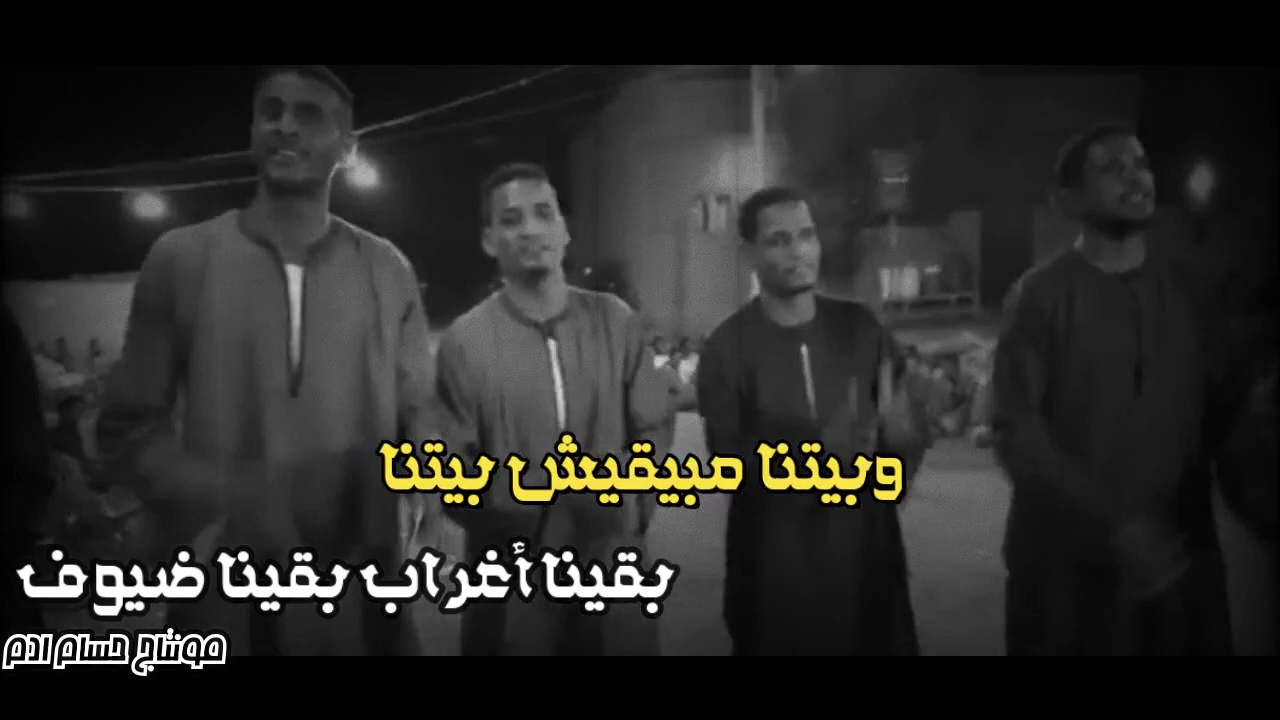 وبيتنا مبيقيش بيتنا
بقينا أغراب بقينا ضيوف
مونتاج حسام ادم